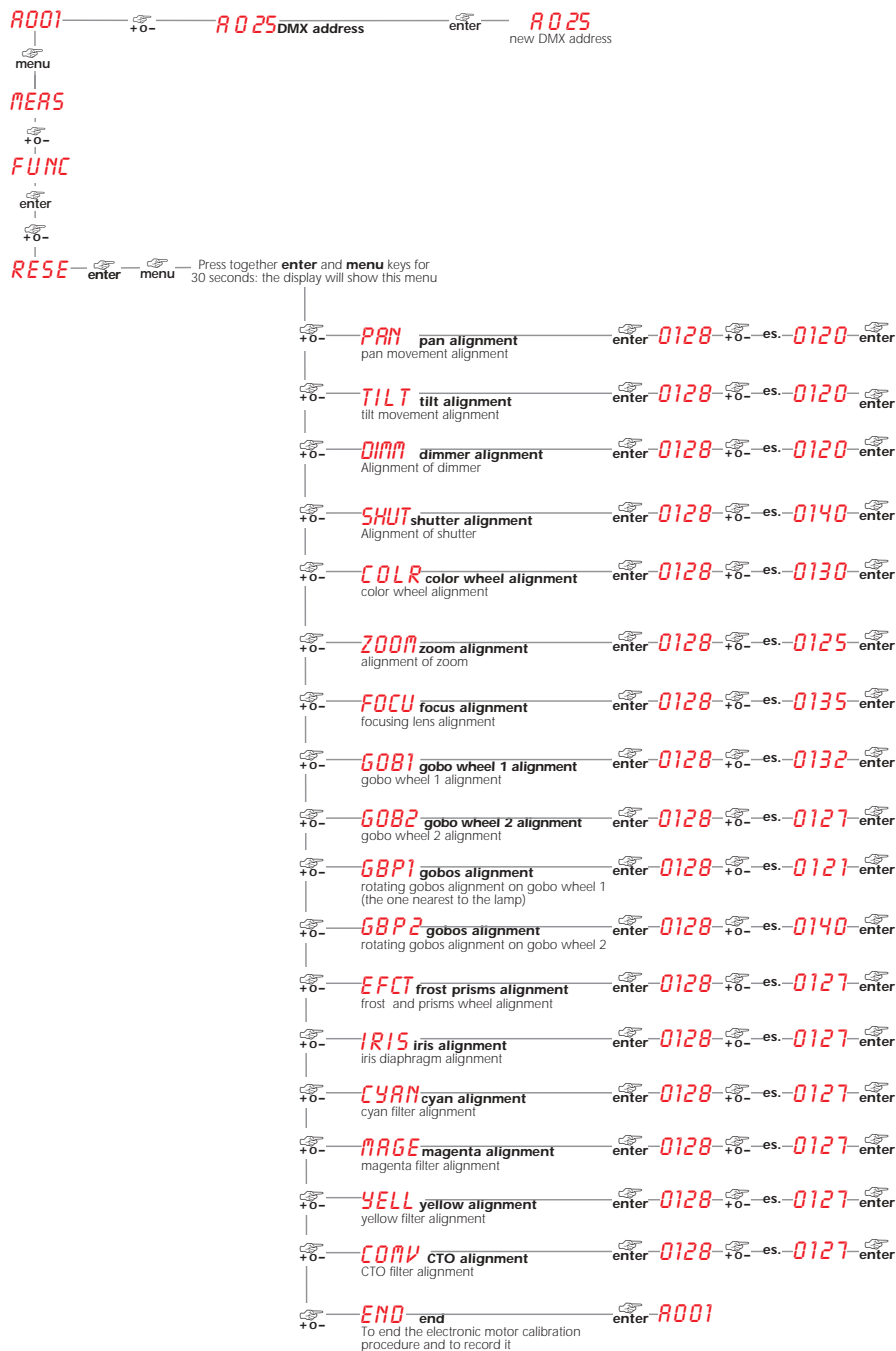 A001 +o- A025 DMX address enter A025
new DMX address
menu
MEAS
+o-
FUNC
enter
+o-
RESE enter menu Press together enter and menu keys for
30 seconds: the display will show this menu
+o- PAN pan alignment enter 0128 +o- es. 0120 enter
pan movement alignment
+o- TILT tilt alignment enter 0128 +o- es. 0120 enter
tilt movement alignment
+o- DIMM dimmer alignment enter 0128 +o- es. 0120 enter
Alignment of dimmer
+o- SHUT shutter alignment enter 0128 +o- es. 0140 enter
Alignment of shutter
+o- COLR color wheel alignment enter 0128 +o- es. 0130 enter
color wheel alignment
+o- ZOOM zoom alignment enter 0128 +o- es. 0125 enter
alignment of zoom
+o- FOCU focus alignment enter 0128 +o- es. 0135 enter
focusing lens alignment
+o- GOB1 gobo wheel 1 alignment enter 0128 +o- es. 0132 enter
gobo wheel 1 alignment
+o- GOB2 gobo wheel 2 alignment enter 0128 +o- es. 0127 enter
gobo wheel 2 alignment
+o- GBP1 gobos alignment enter 0128 +o- es. 0121 enter
rotating gobos alignment on gobo wheel 1
(the one nearest to the lamp)
+o- GBP2 gobos alignment enter 0128 +o- es. 0140 enter
rotating gobos alignment on gobo wheel 2
+o- EFCT frost prisms alignment enter 0128 +o- es. 0127 enter
frost and prisms wheel alignment
+o- IRIS iris alignment enter 0128 +o- es. 0127 enter
iris diaphragm alignment
+o- CYAN cyan alignment enter 0128 +o- es. 0127 enter
cyan filter alignment
+o- MAGE magenta alignment enter 0128 +o- es. 0127 enter
magenta filter alignment
+o- YELL yellow alignment enter 0128 +o- es. 0127 enter
yellow filter alignment
+o- COMV CTO alignment enter 0128 +o- es. 0127 enter
CTO filter alignment
+o- END end enter A001
To end the electronic motor calibration
procedure and to record it